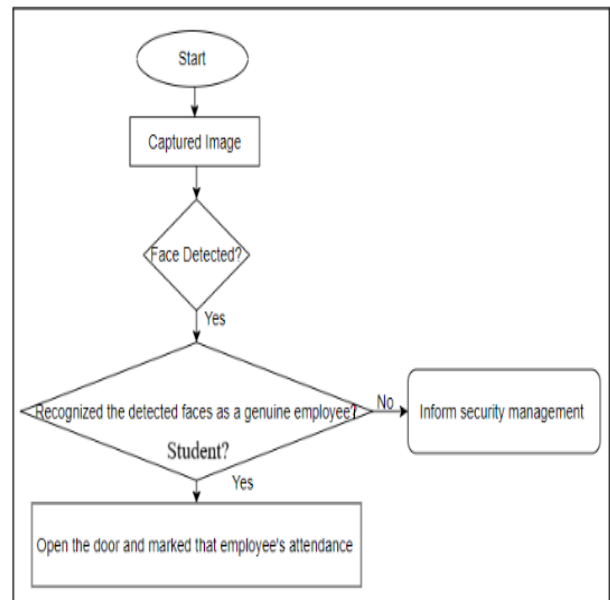 Start
Captured Image
Face Detected?
Yes
Recognized the detected faces as a genuine employee?
No
Inform security management
Student?
Yes
Open the door and marked that employee's attendance